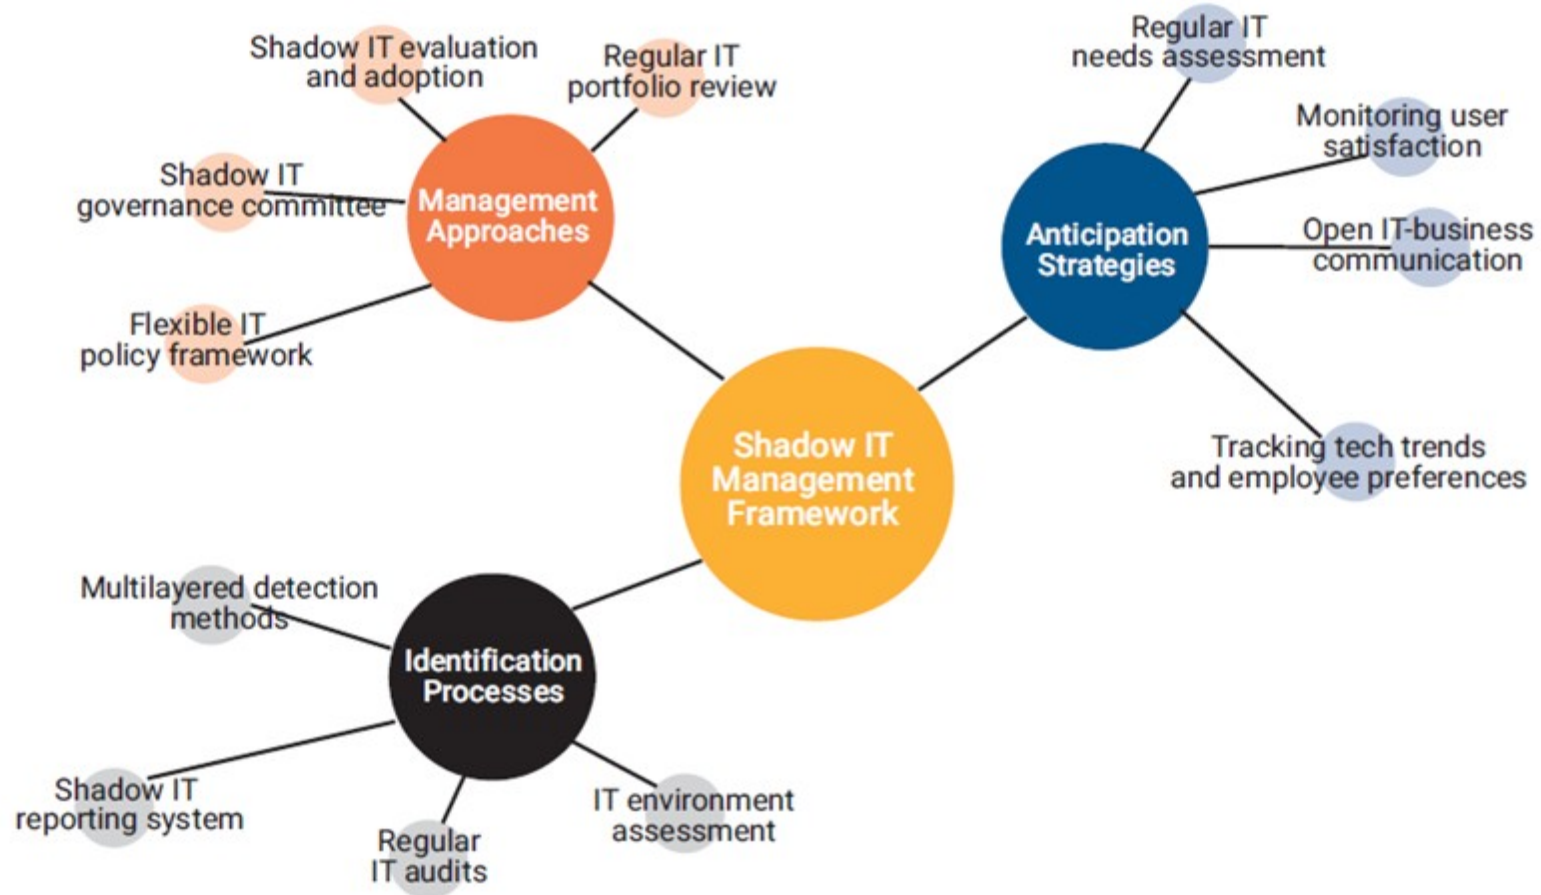 Shadow IT evaluation
and adoption
Regular IT
portfolio review
Shadow IT
governance committee
Management
Approaches
Flexible IT
policy framework
Regular IT
needs assessment
Monitoring user
satisfaction
Anticipation
Strategies
Open IT-business
communication
Tracking tech trends
and employee preferences
Shadow IT
Management
Framework
Multilayered detection
methods
Identification
Processes
Shadow IT
reporting system
Regular
IT audits
IT environment
assessment